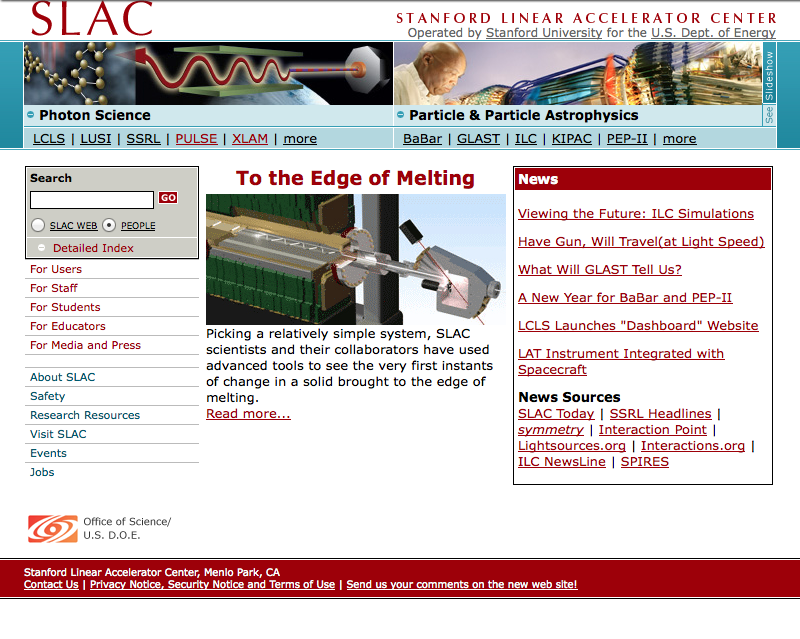 SLAC
STANFORD LINEAR ACCELERATOR CENTER
Operated by Stanford University for the U.S. Dept. of Energy
See Slideshow
Photon Science
LCLS | LUSI | SSRL | PULSE | XLAM | more
Particle & Particle Astrophysics
BaBar | GLAST | ILC | KIPAC | PEP-II | more
Search
GO
SLAC WEB PEOPLE
Detailed Index
For Users
For Staff
For Students
For Educators
For Media and Press
About SLAC
Safety
Research Resources
Visit SLAC
Events
Jobs
Office of Science/
U.S. D.O.E.
To the Edge of Melting
Picking a relatively simple system, SLAC
scientists and their collaborators have used
advanced tools to see the very first instants
of change in a solid brought to the edge of
melting.
Read more...
News
Viewing the Future: ILC Simulations
Have Gun, Will Travel(at Light Speed)
What Will GLAST Tell Us?
A New Year for BaBar and PEP-II
LCLS Launches "Dashboard" Website
LAT Instrument Integrated with
Spacecraft
News Sources
SLAC Today | SSRL Headlines |
symmetry | Interaction Point |
Lightsources.org | Interactions.org |
ILC NewsLine | SPIRES
Stanford Linear Accelerator Center, Menlo Park, CA
Contact Us | Privacy Notice, Security Notice and Terms of Use | Send us your comments on the new web site!